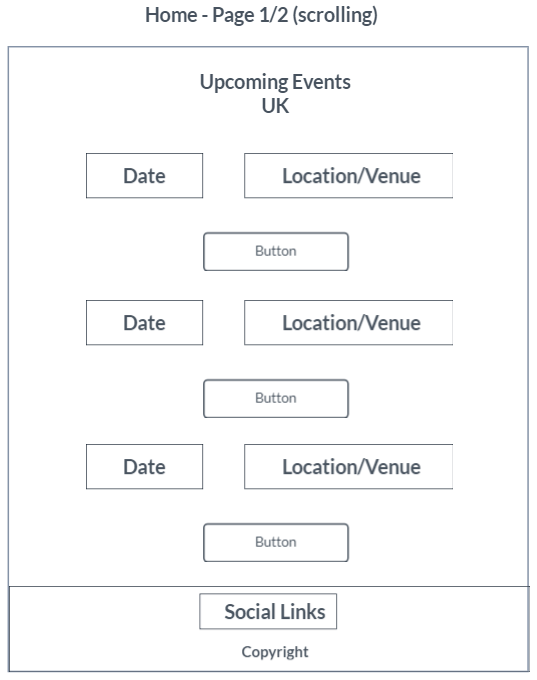 Home - Page 1/2 (scrolling)
Upcoming Events
UK
Date Location/Venue
Button
Date Location/Venue
Button
Date Location/Venue
Button
Social Links
Copyright